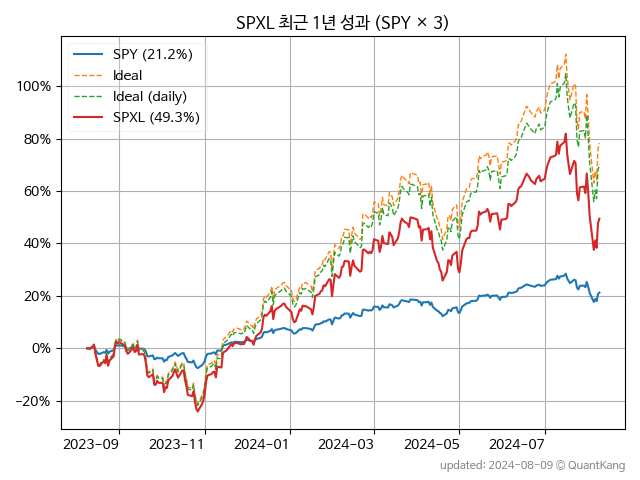 SPXL 최근 1년 성과 (SPY × 3)
SPY (21.2%)
Ideal
Ideal (daily)
SPXL (49.3%)
100%
80%
60%
40%
20%
0%
−20%
2023-09
2023-11
2024-01
2024-03
2024-05
2024-07
updated: 2024-08-09 © QuantKang